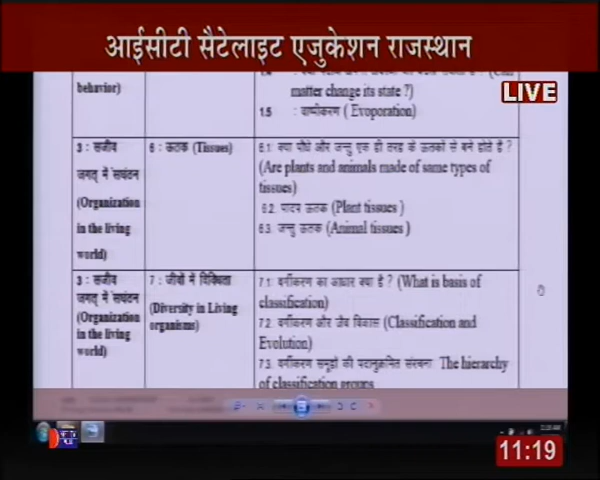 आईसीटी सैटेलाइट एजुकेशन राजस्थान
LIVE
behavior)
matter change its state ?)
1.5 : वाष्पीकरण ( Evoporation)
3 : सजीव
जगत् में संघटन
(Organization
in the living
world)
6 : ऊतक (Tissues)
6.1: क्या पौधे और जन्तु एक ही तरह के ऊतकों से बने होते है ?
(Are plants and animals made of same types of
tissues)
6.2. पादप ऊतक (Plant tissues )
6.3. जन्तु ऊतक (Animal tissues )
3 : सजीव
जगत् में संघटन
(Organization
in the living
world)
7 : जीवों में विविधता
(Diversity in Living
organisms)
7.1: वर्गीकरण का आधार क्या है ? (What is basis of
classification)
7.2. वर्गीकरण और जैव विकास (Classification and
Evolution)
7.3. वर्गीकरण समूहों की पदानुक्रमित संरचना. The hierarchy
of classification groups
11:19